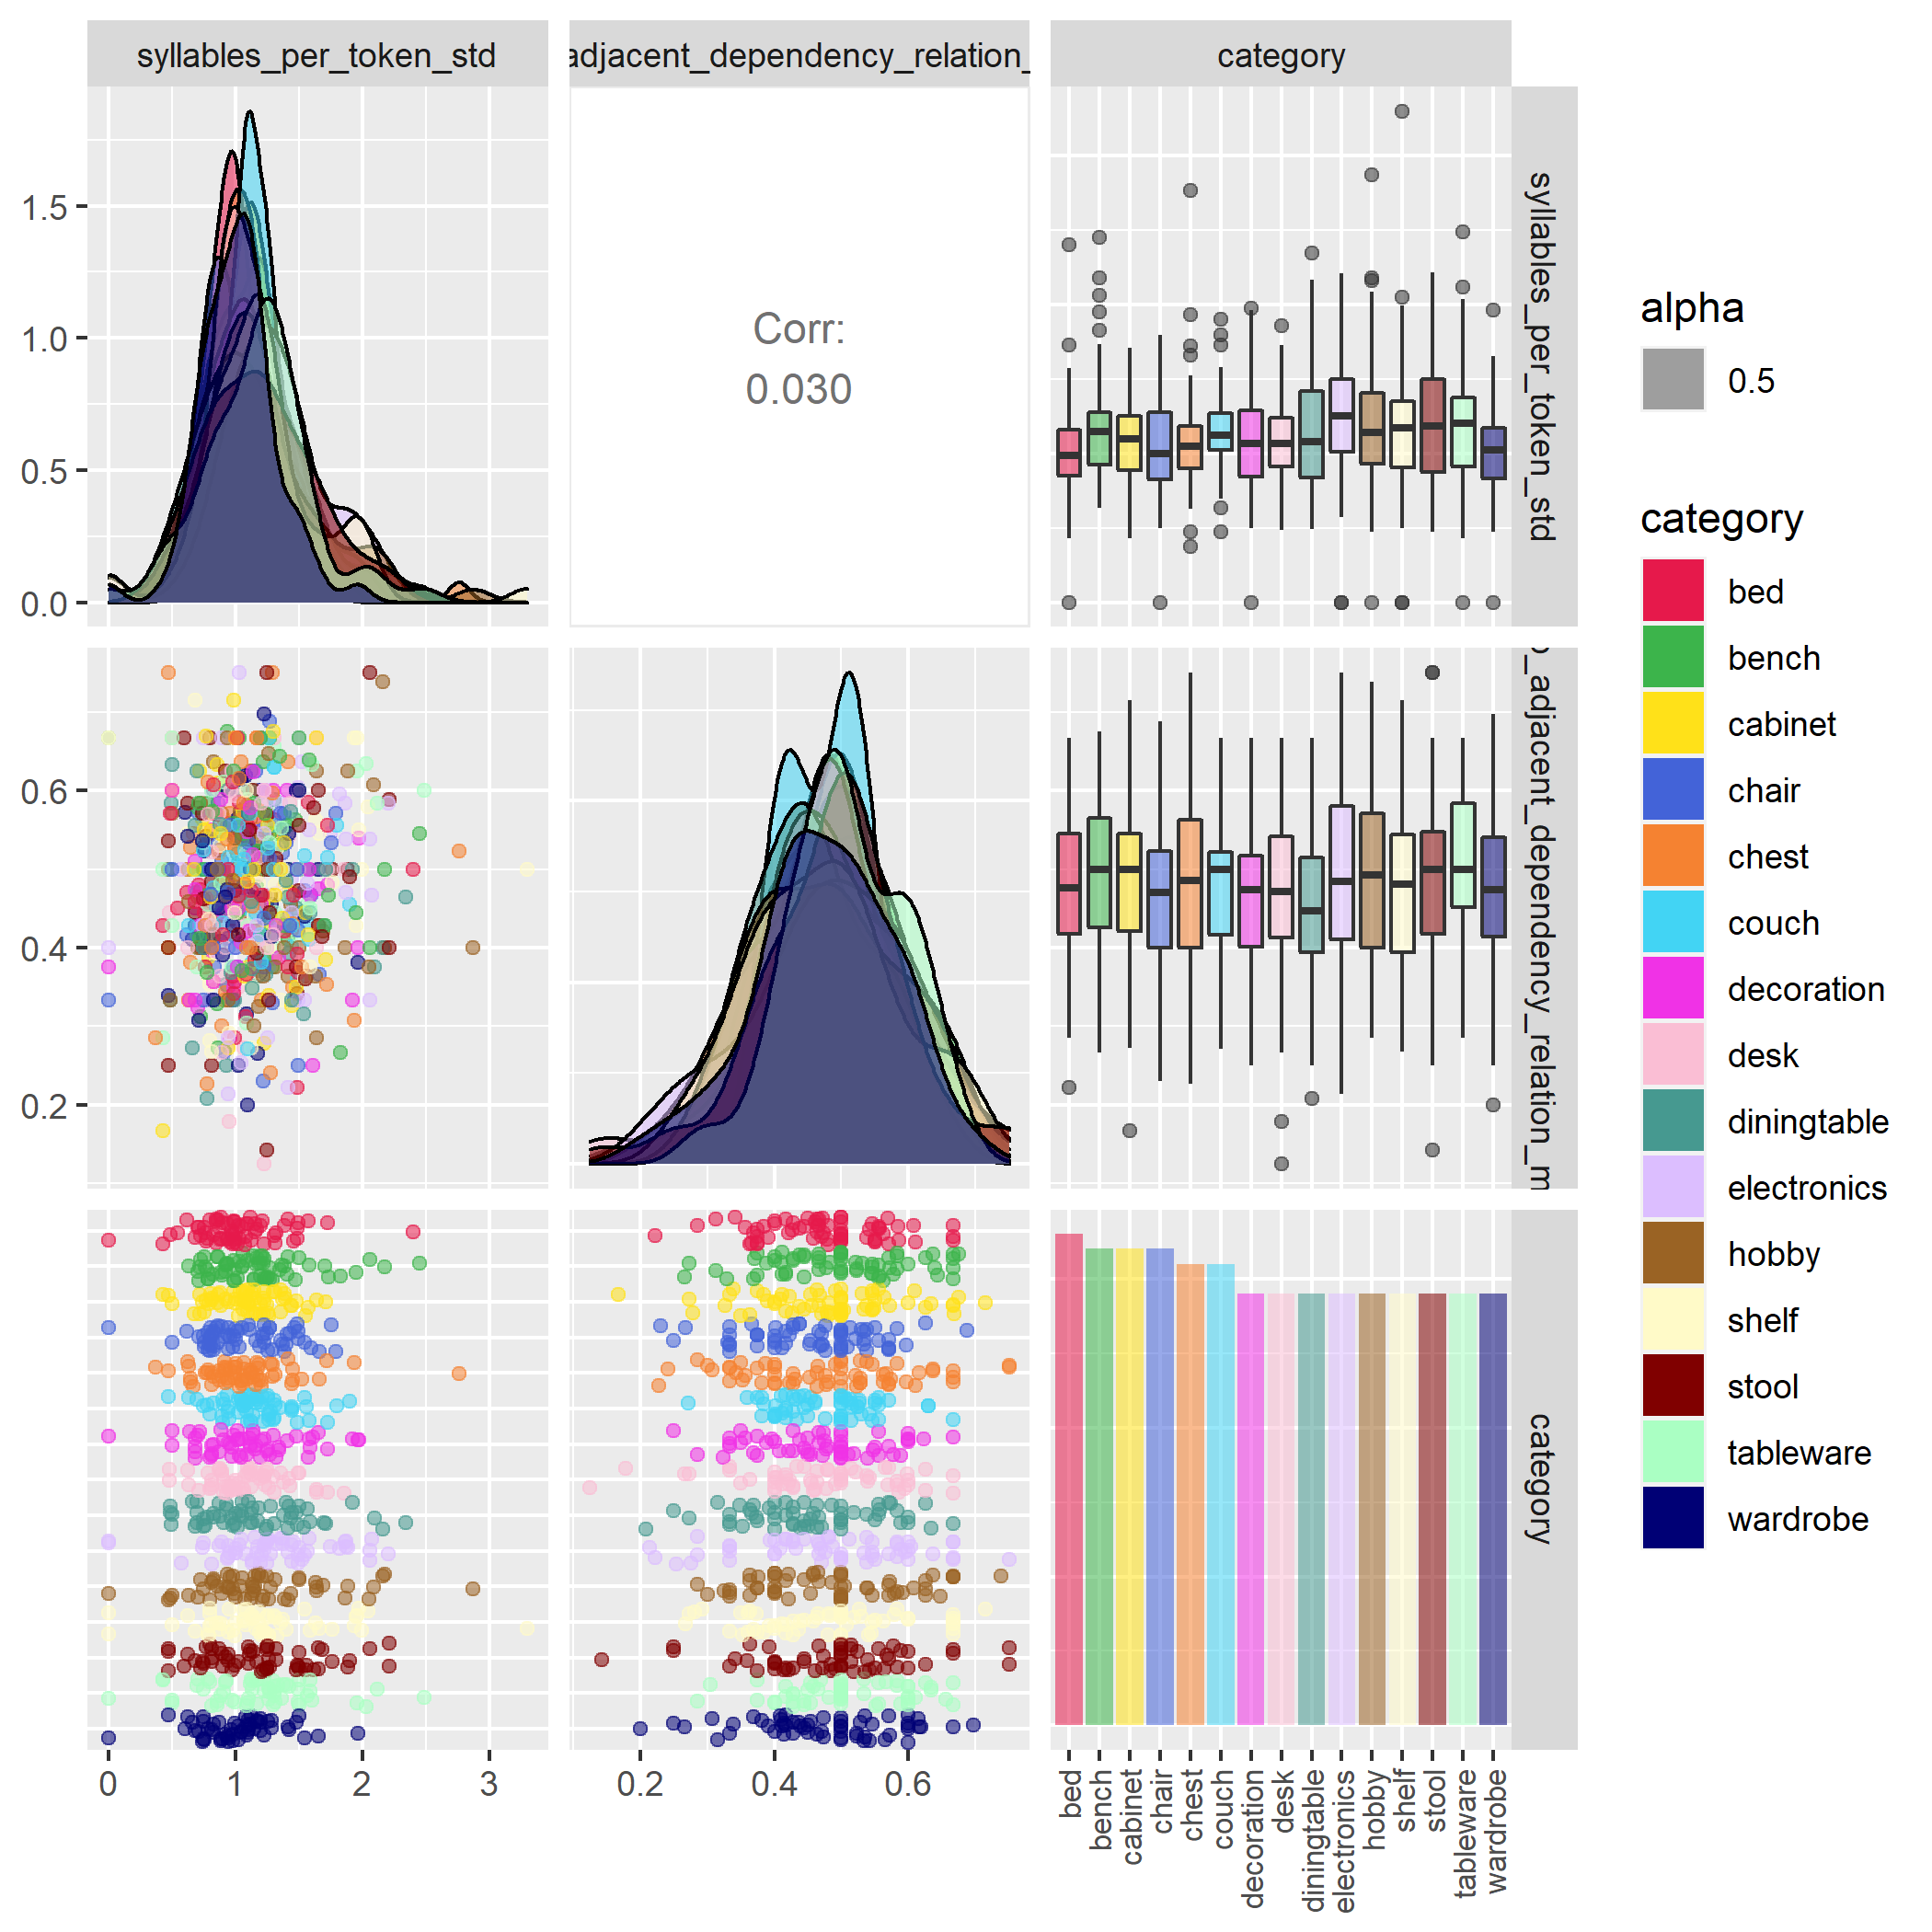 syllables_per_token_std
adjacent_dependency_relation_
category
1.5
1.0
0.5
0.0
Corr:
0.030
syllables_per_token_std
0.6
0.4
0.2
_adjacent_dependency_relation_m
category
0
1
2
3
0.2
0.4
0.6
bed
bench
cabinet
chair
chest
couch
decoration
desk
diningtable
electronics
hobby
shelf
stool
tableware
wardrobe
alpha
0.5
category
bed
bench
cabinet
chair
chest
couch
decoration
desk
diningtable
electronics
hobby
shelf
stool
tableware
wardrobe